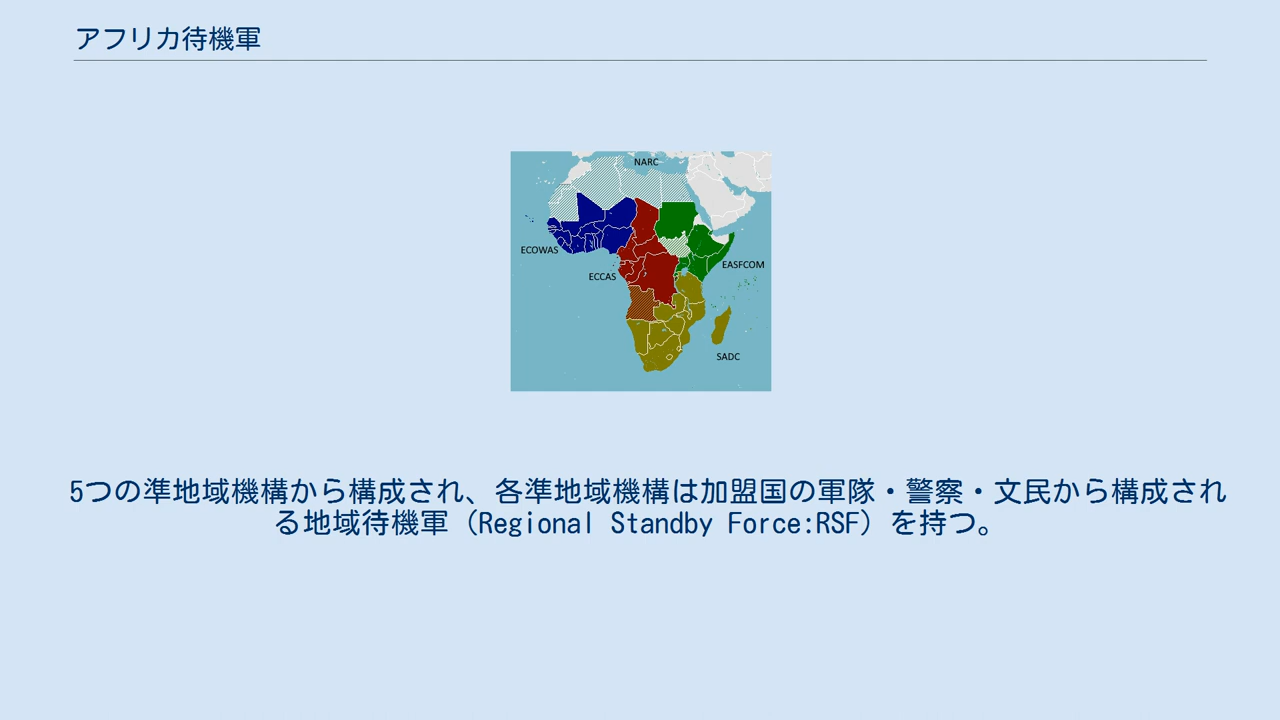 アフリカ待機軍
NARC
ECOWAS
EASFCOM
ECCAS
SADC
5つの準地域機構から構成され、各準地域機構は加盟国の軍隊・警察・文民から構成され
る地域待機軍（Regional Standby Force:RSF）を持つ。